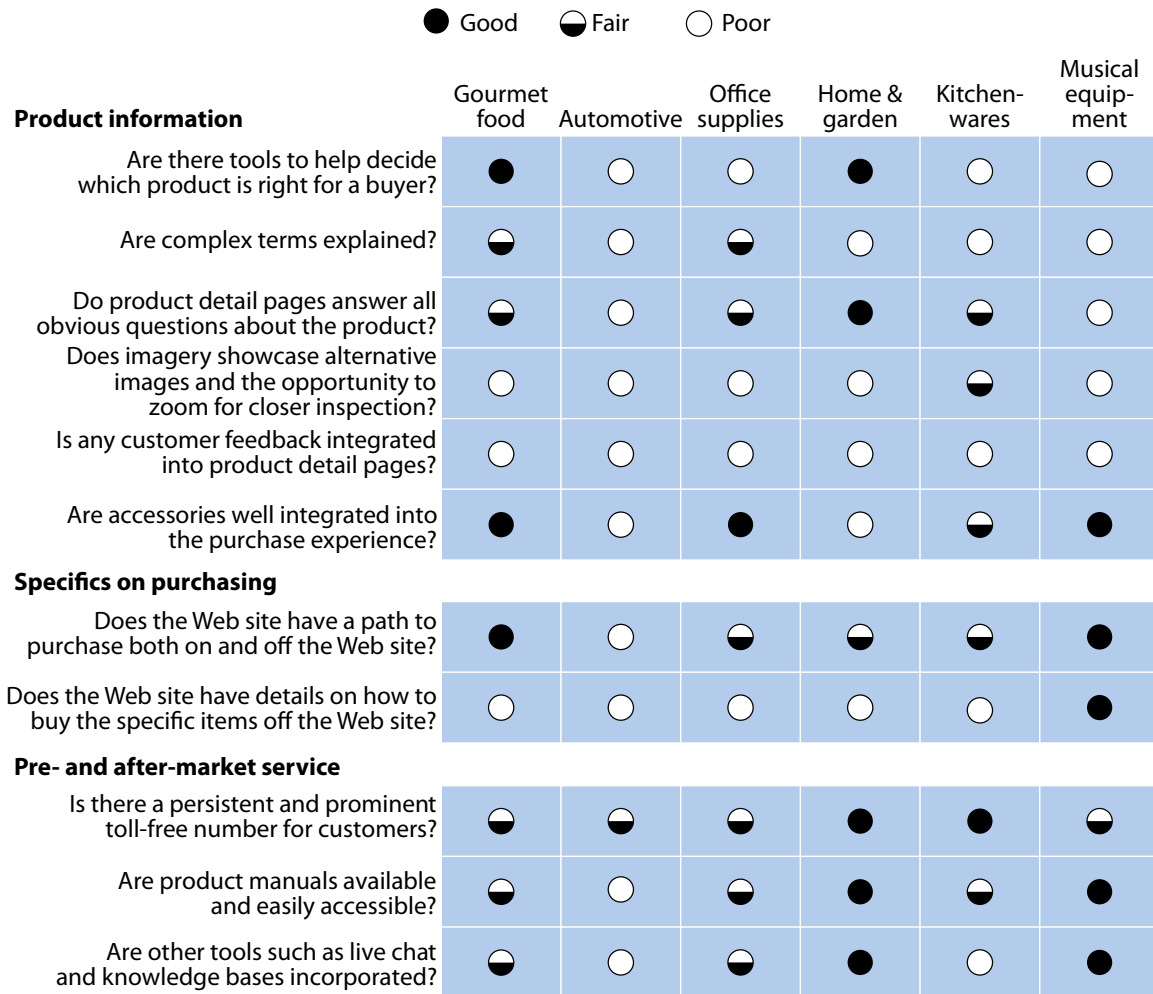 Good Fair Poor
Product information
Gourmet
food
Automotive
Office
supplies
Home &
garden
Kitchen-
wares
Musical
equip-
ment
Are there tools to help decide
which product is right for a buyer?
Are complex terms explained?
Do product detail pages answer all
obvious questions about the product?
Does imagery showcase alternative
images and the opportunity to
zoom for closer inspection?
Is any customer feedback integrated
into product detail pages?
Are accessories well integrated into
the purchase experience?
Specifics on purchasing
Does the Web site have a path to
purchase both on and off the Web site?
Does the Web site have details on how to
buy the specific items off the Web site?
Pre- and after-market service
Is there a persistent and prominent
toll-free number for customers?
Are product manuals available
and easily accessible?
Are other tools such as live chat
and knowledge bases incorporated?